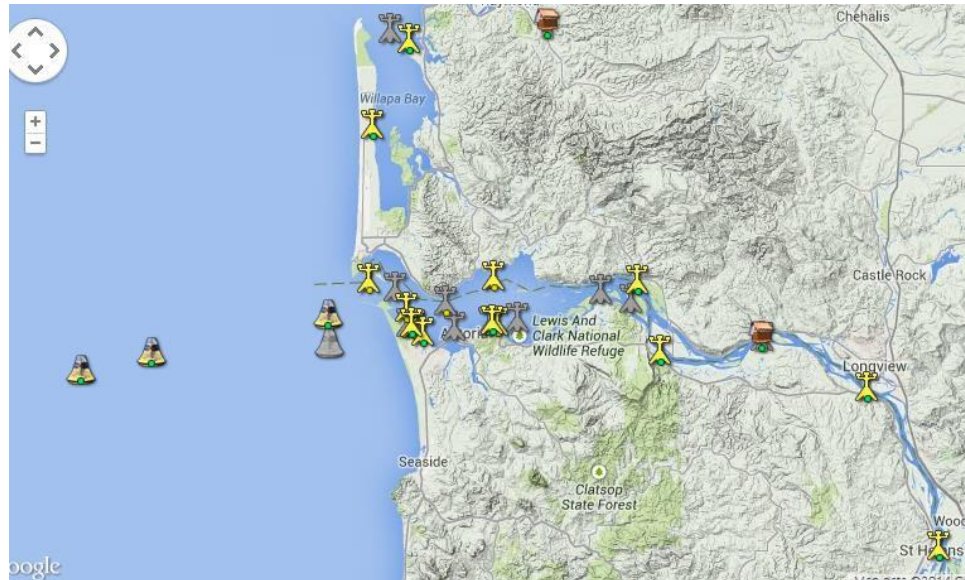 Chehalis
Willapa Bay
Castle Rock
Lewis And
Clark National
Wildlife Refuge
Longview
Seaside
Clatsop
State Forest
St Helens
oogle